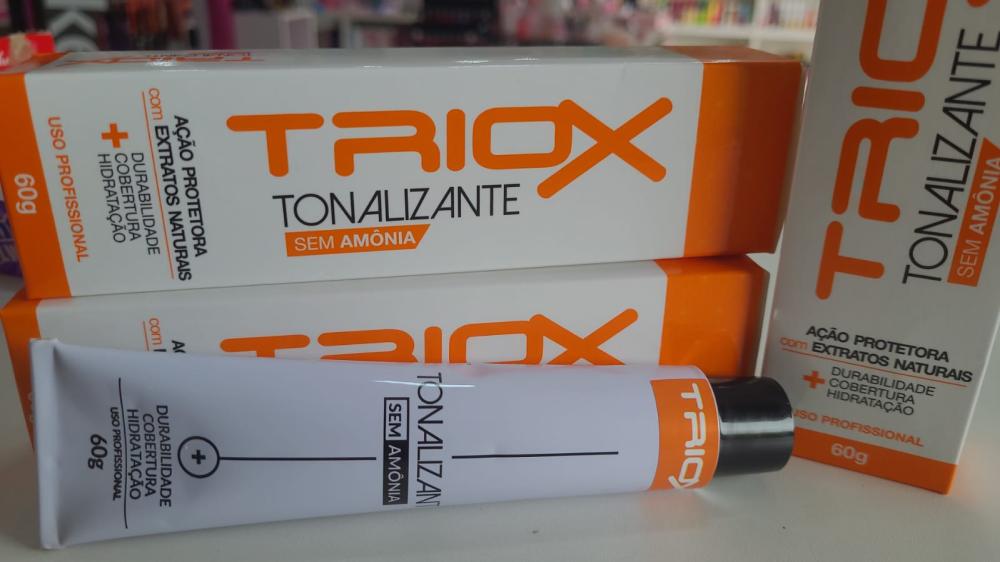 TRIOX
TONALIZANTE
SEM AMÔNIA
AÇÃO PROTETORA
com EXTRATOS NATURAIS
+ DURABILIDADE
COBERTURA
HIDRATAÇÃO
USO PROFISSIONAL
60g
TRIOX
TRIOX
TONALIZANTE
SEM AMÔNIA
+
DURABILIDADE
COBERTURA
HIDRATAÇÃO
USO PROFISSIONAL
60g
TONALIZANTE
SEM AMÔNIA
AÇÃO PROTETORA
com EXTRATOS NATURAIS
+ DURABILIDADE
COBERTURA
HIDRATAÇÃO
USO PROFISSIONAL
60g